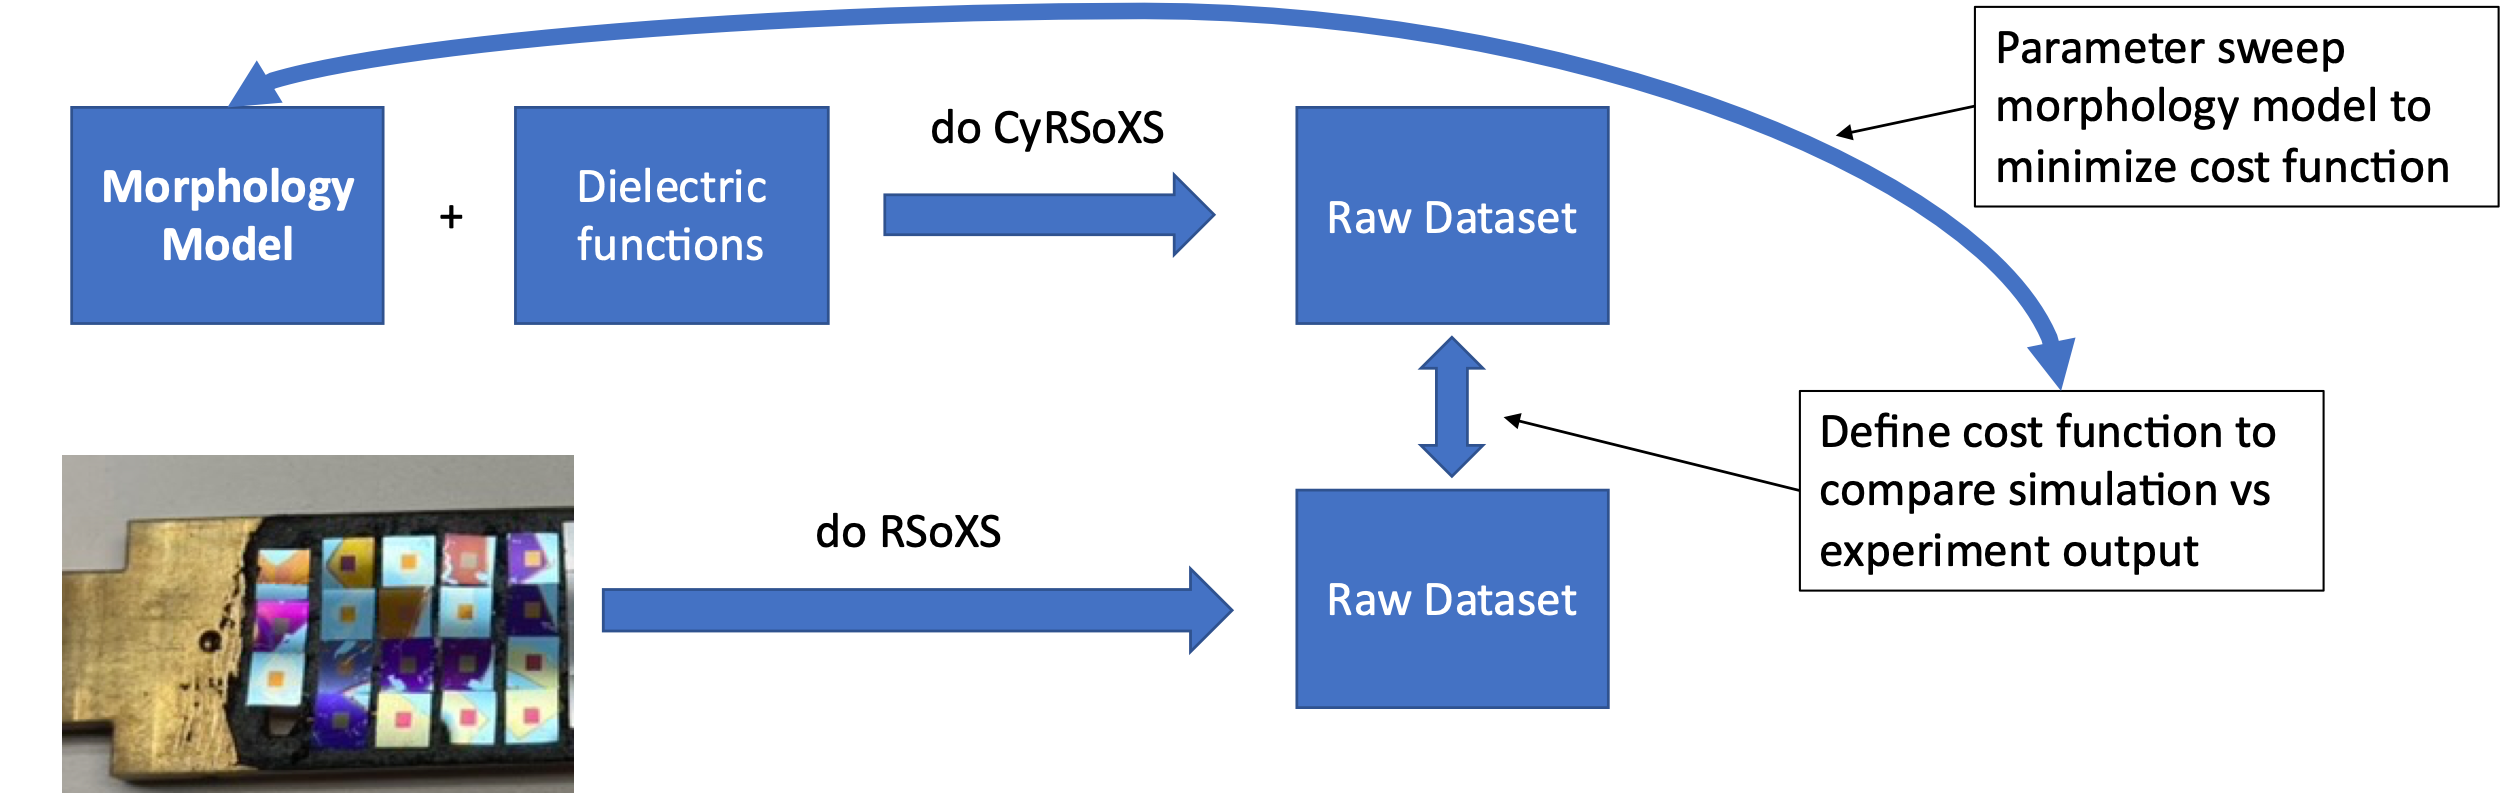 Parameter sweep
morphology model to
minimize cost function
do CyRSoXS
Morphology
Model
+
Dielectric
functions
Raw Dataset
Define cost function to
compare simulation vs
experiment output
do RSoXS
Raw Dataset